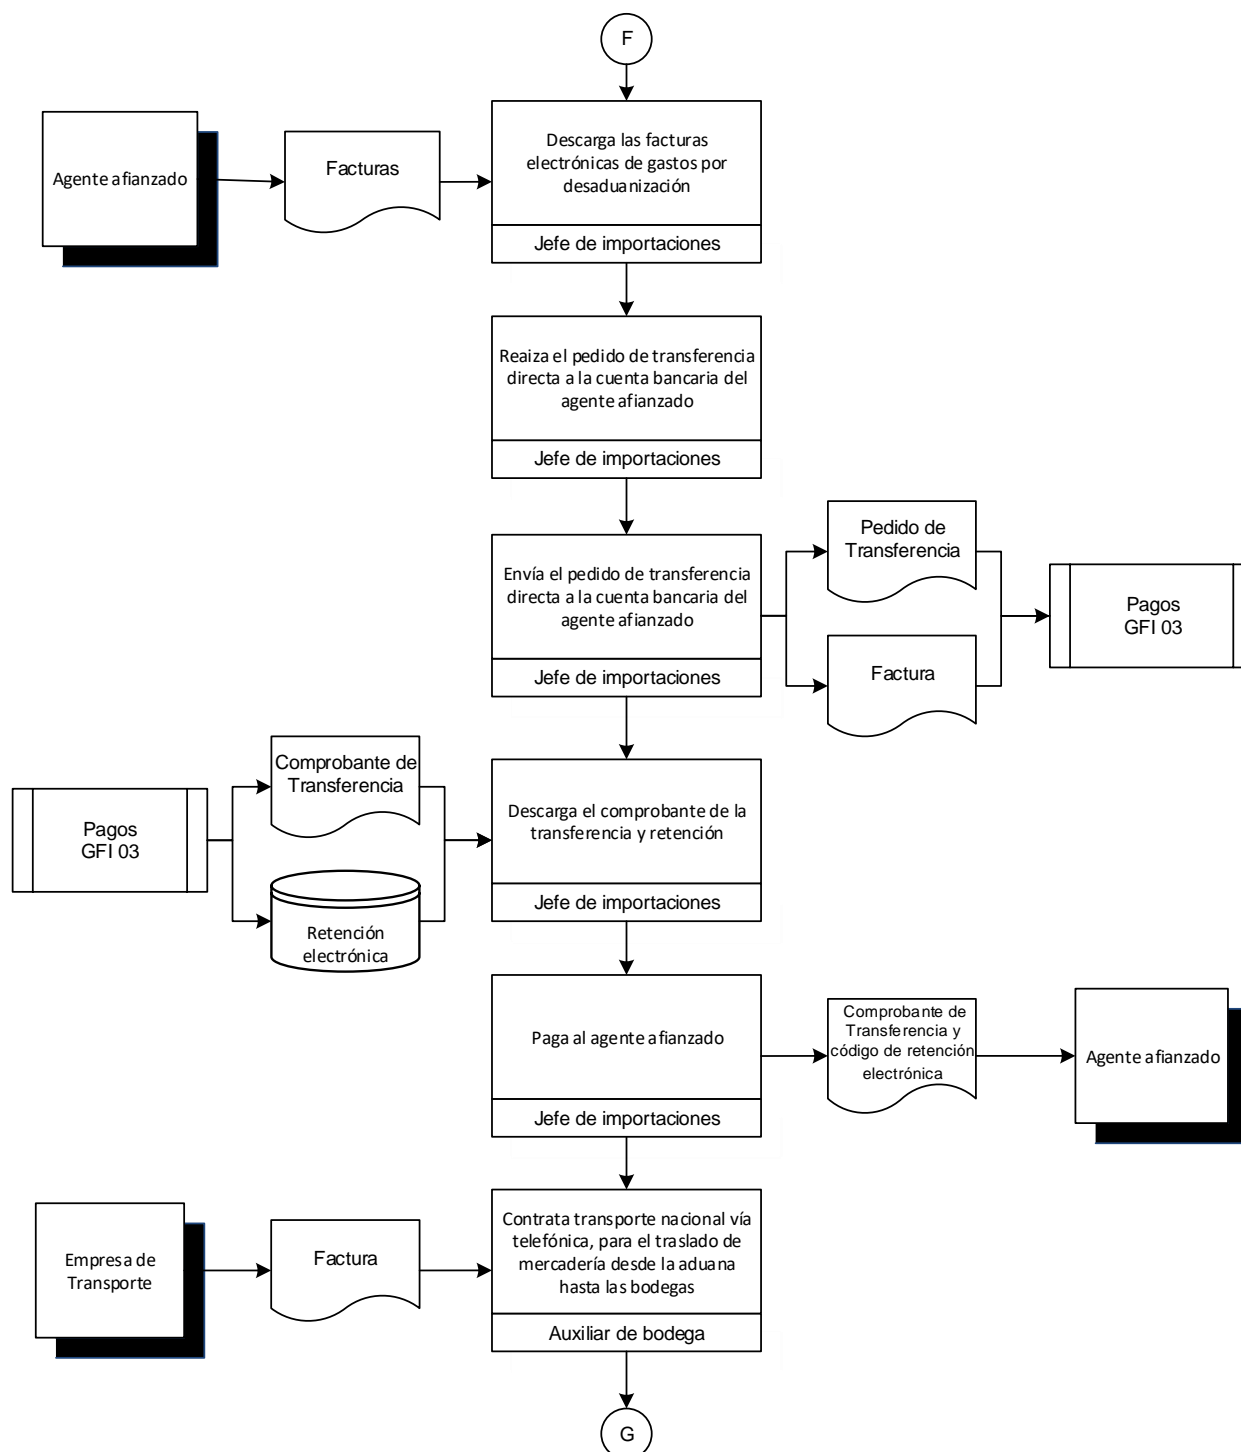 F
Agente afianzado
Facturas
Descarga las facturas
electrónicas de gastos por
desaduanización
Jefe de importaciones
Reaiza el pedido de transferencia
directa a la cuenta bancaria del
agente afianzado
Jefe de importaciones
Envía el pedido de transferencia
directa a la cuenta bancaria del
agente afianzado
Jefe de importaciones
Pedido de
Transferencia
Factura
Pagos
GFI 03
Pagos
GFI 03
Comprobante de
Transferencia
Retención
electrónica
Descarga el comprobante de la
transferencia y retención
Jefe de importaciones
Paga al agente afianzado
Jefe de importaciones
Comprobante de
Transferencia y
código de retención
electrónica
Agente afianzado
Empresa de
Transporte
Factura
Contrata transporte nacional vía
telefónica, para el traslado de
mercadería desde la aduana
hasta las bodegas
Auxiliar de bodega
G